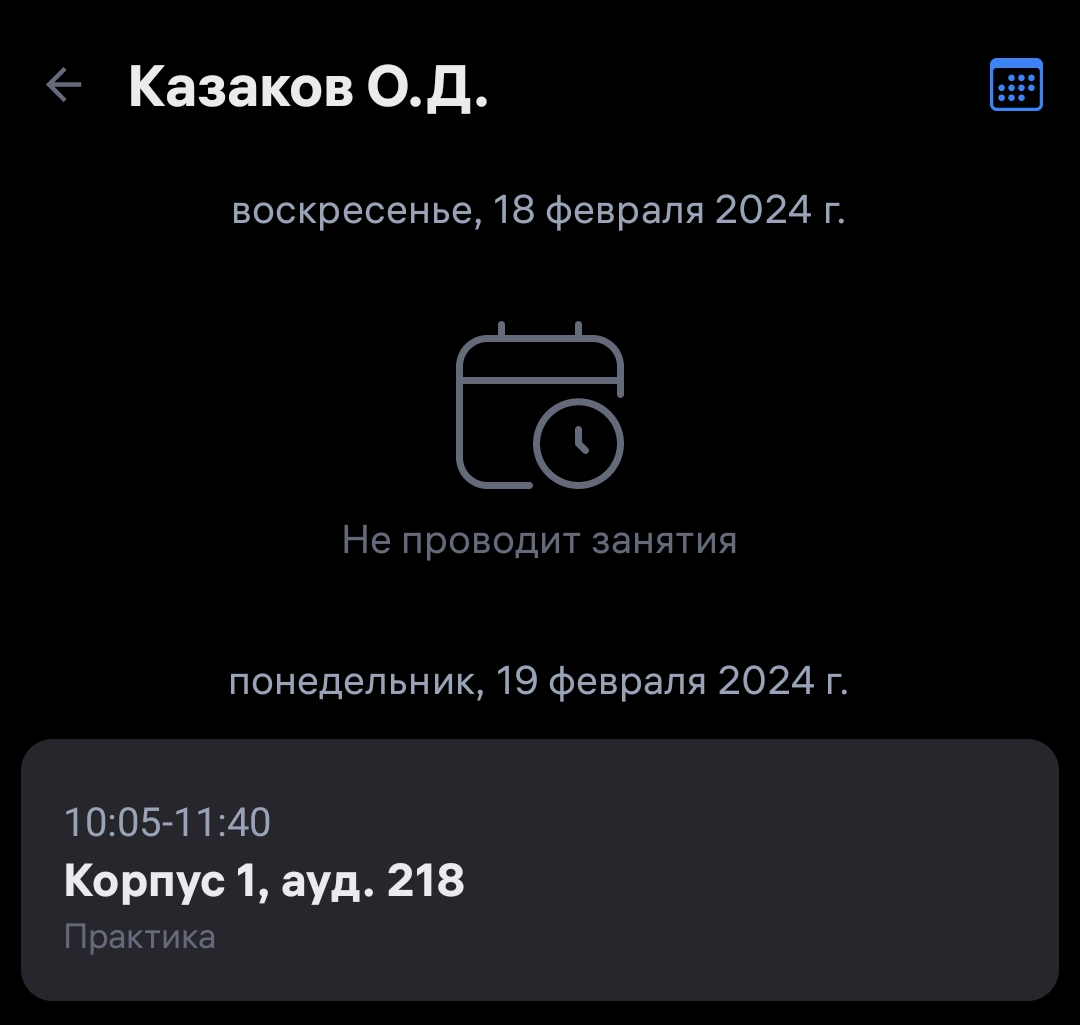 Казаков О.Д.
воскресенье, 18 февраля 2024 г.
Не проводит занятия
понедельник, 19 февраля 2024 г.
10:05-11:40
Корпус 1, ауд. 218
Практика